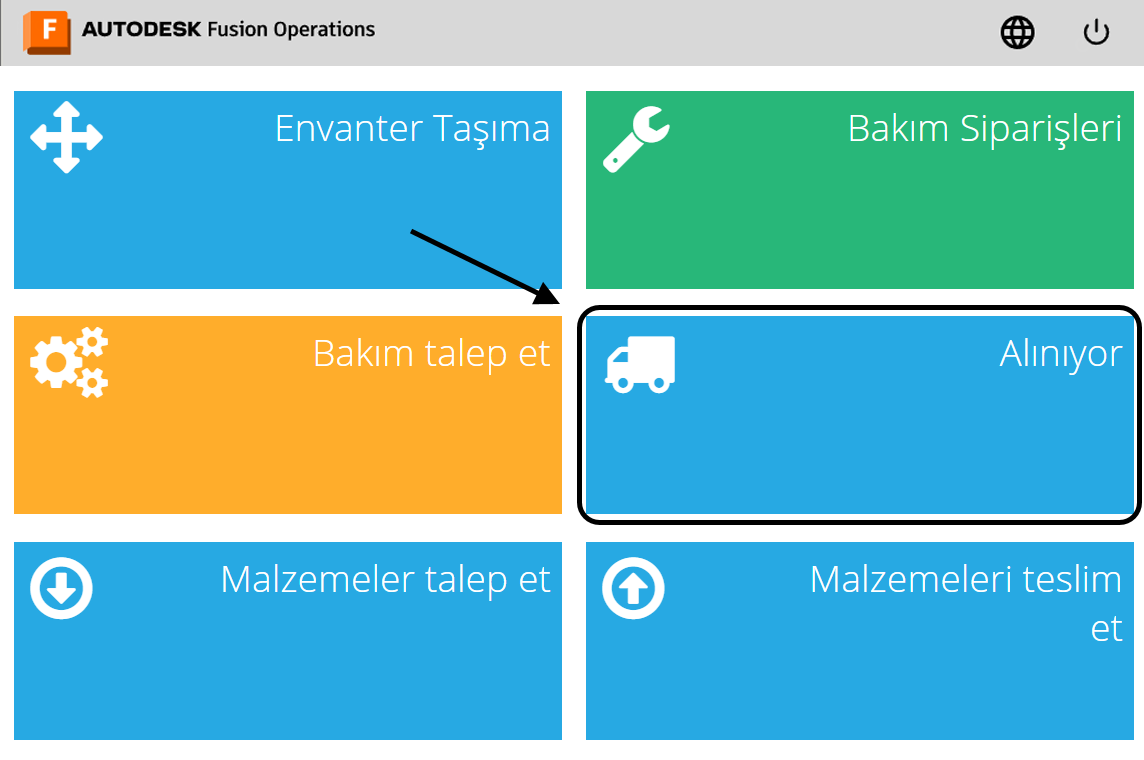 F AUTODESK Fusion Operations
Envanter Taşıma
Bakım Siparişleri
Bakım talep et
Alınıyor
Malzemeler talep et
Malzemeleri teslim
et